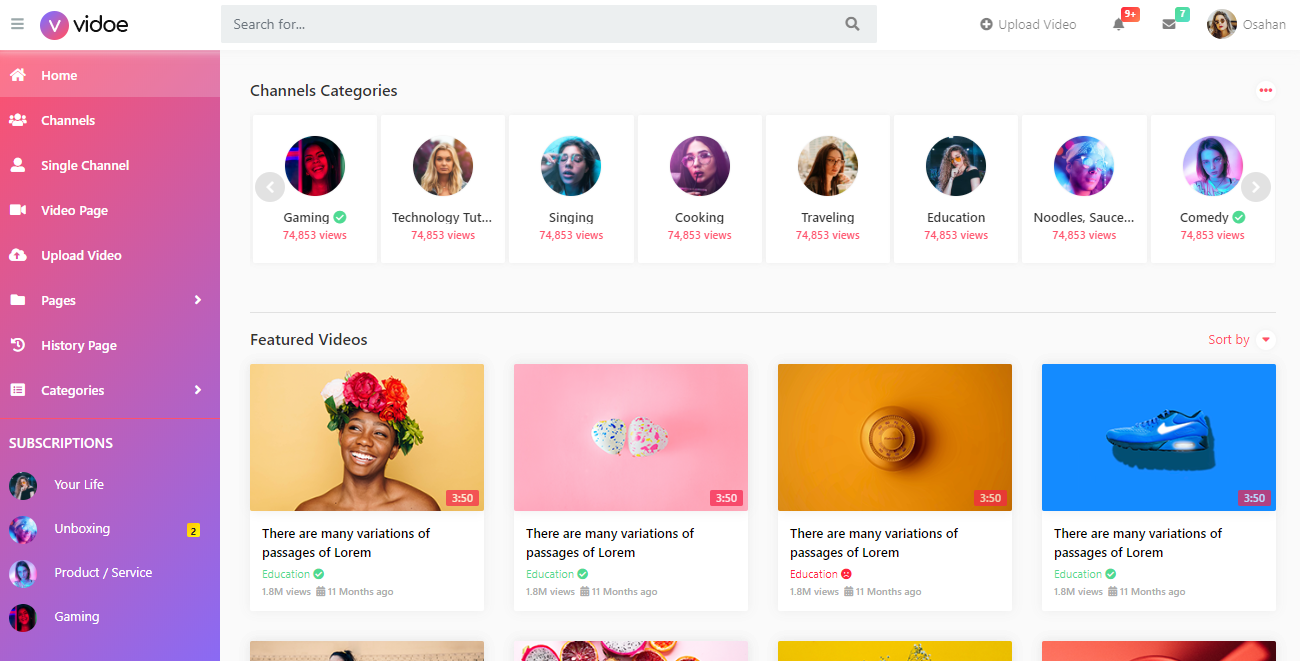 vidoe
Search for...
Upload Video
9+
7
Osahan
Home
Channels
Single Channel
Video Page
Upload Video
Pages
History Page
Categories
SUBSCRIPTIONS
Your Life
Unboxing
2
Product / Service
Gaming
Channels Categories
Gaming
74,853 views
Technology Tut...
74,853 views
Singing
74,853 views
Cooking
74,853 views
Traveling
74,853 views
Education
74,853 views
Noodles, Sauce...
74,853 views
Comedy
74,853 views
Featured Videos
Sort by
3:50
There are many variations of
passages of Lorem
Education
1.8M views 11 Months ago
3:50
There are many variations of
passages of Lorem
Education
1.8M views 11 Months ago
3:50
There are many variations of
passages of Lorem
Education
1.8M views 11 Months ago
3:50
There are many variations of
passages of Lorem
Education
1.8M views 11 Months ago